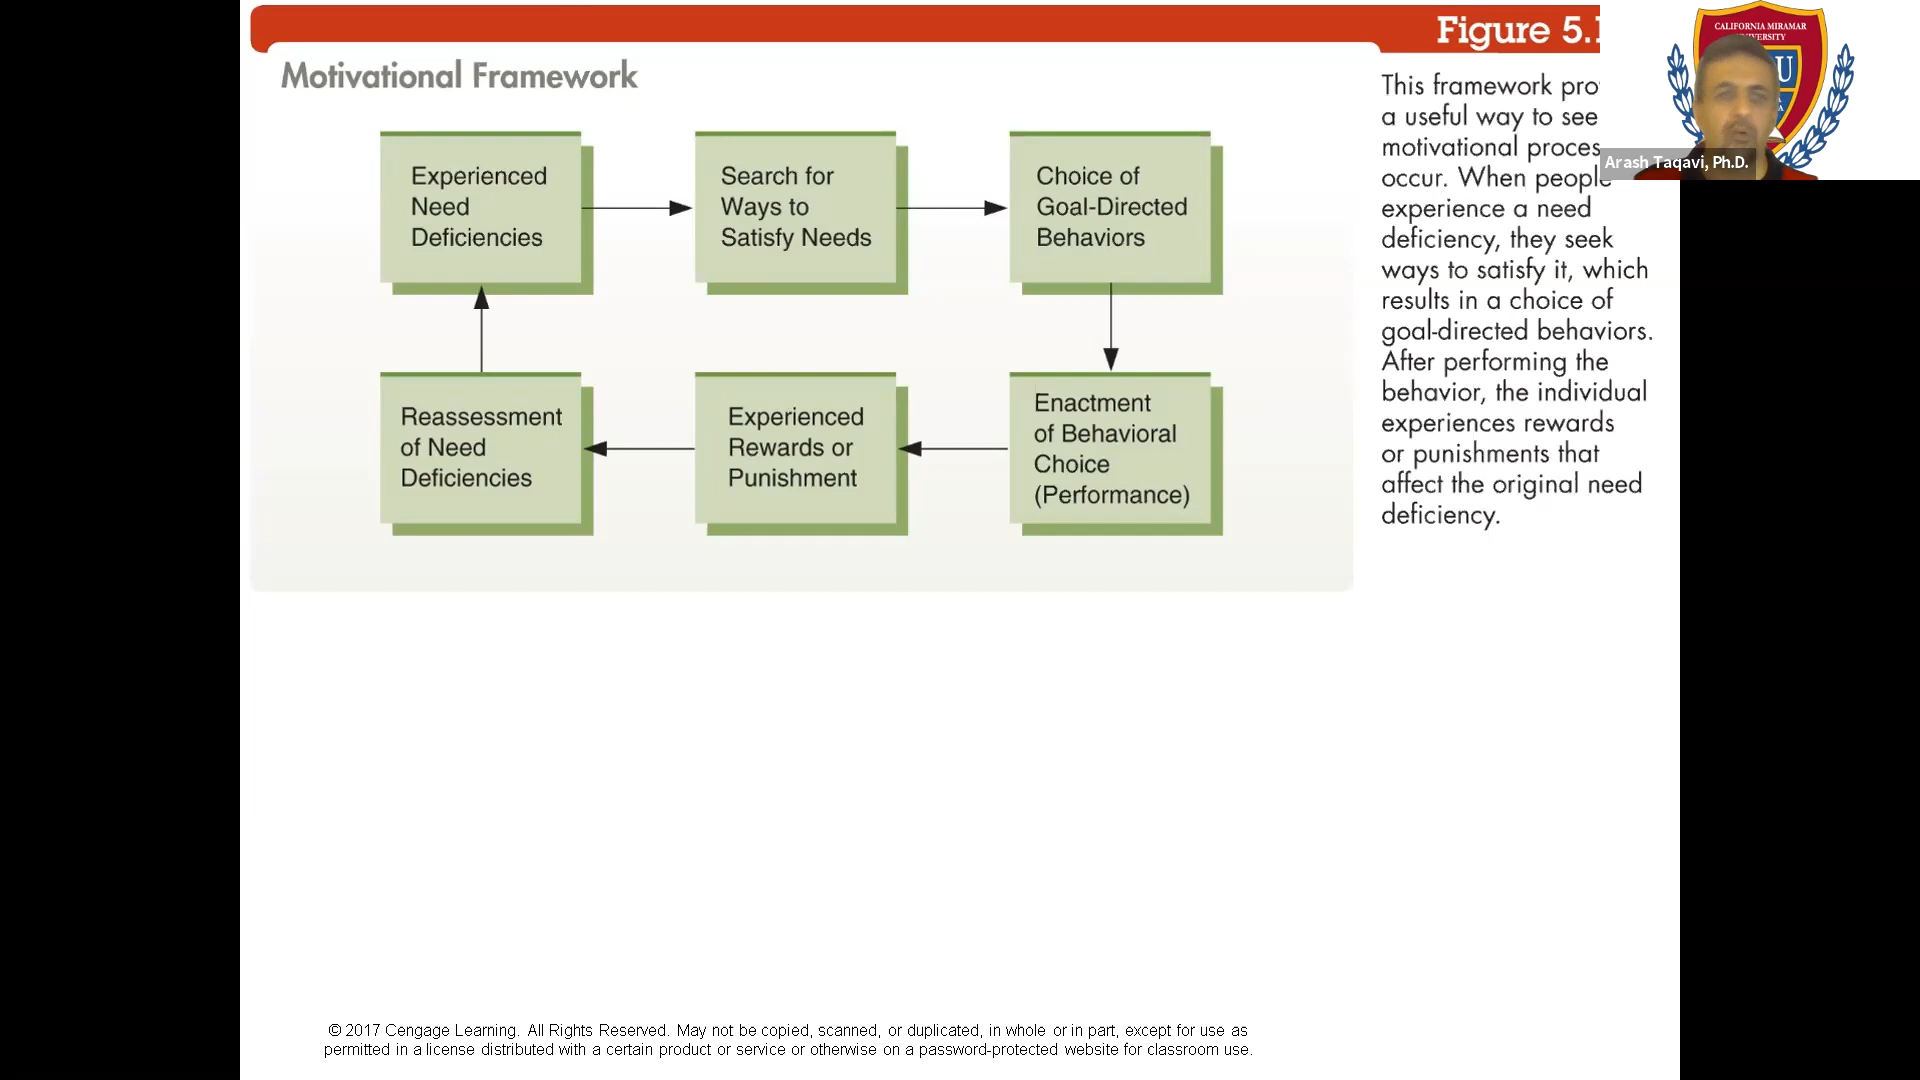 Figure 5.
Motivational Framework
Experienced
Need
Deficiencies
Search for
Ways to
Satisfy Needs
Choice of
Goal-Directed
Behaviors
Reassessment
of Need
Deficiencies
Experienced
Rewards or
Punishment
Enactment
of Behavioral
Choice
(Performance)
This framework pro
a useful way to see
motivational proces
occur. When people
experience a need
deficiency, they seek
ways to satisfy it, which
results in a choice of
goal-directed behaviors.
After performing the
behavior, the individual
experiences rewards
or punishments that
affect the original need
deficiency.
CALIFORNIA MIRAMAR
UNIVERSITY
U
Arash Taqavi, Ph.D.
© 2017 Cengage Learning. All Rights Reserved. May not be copied, scanned, or duplicated, in whole or in part, except for use as
permitted in a license distributed with a certain product or service or otherwise on a password-protected website for classroom use.